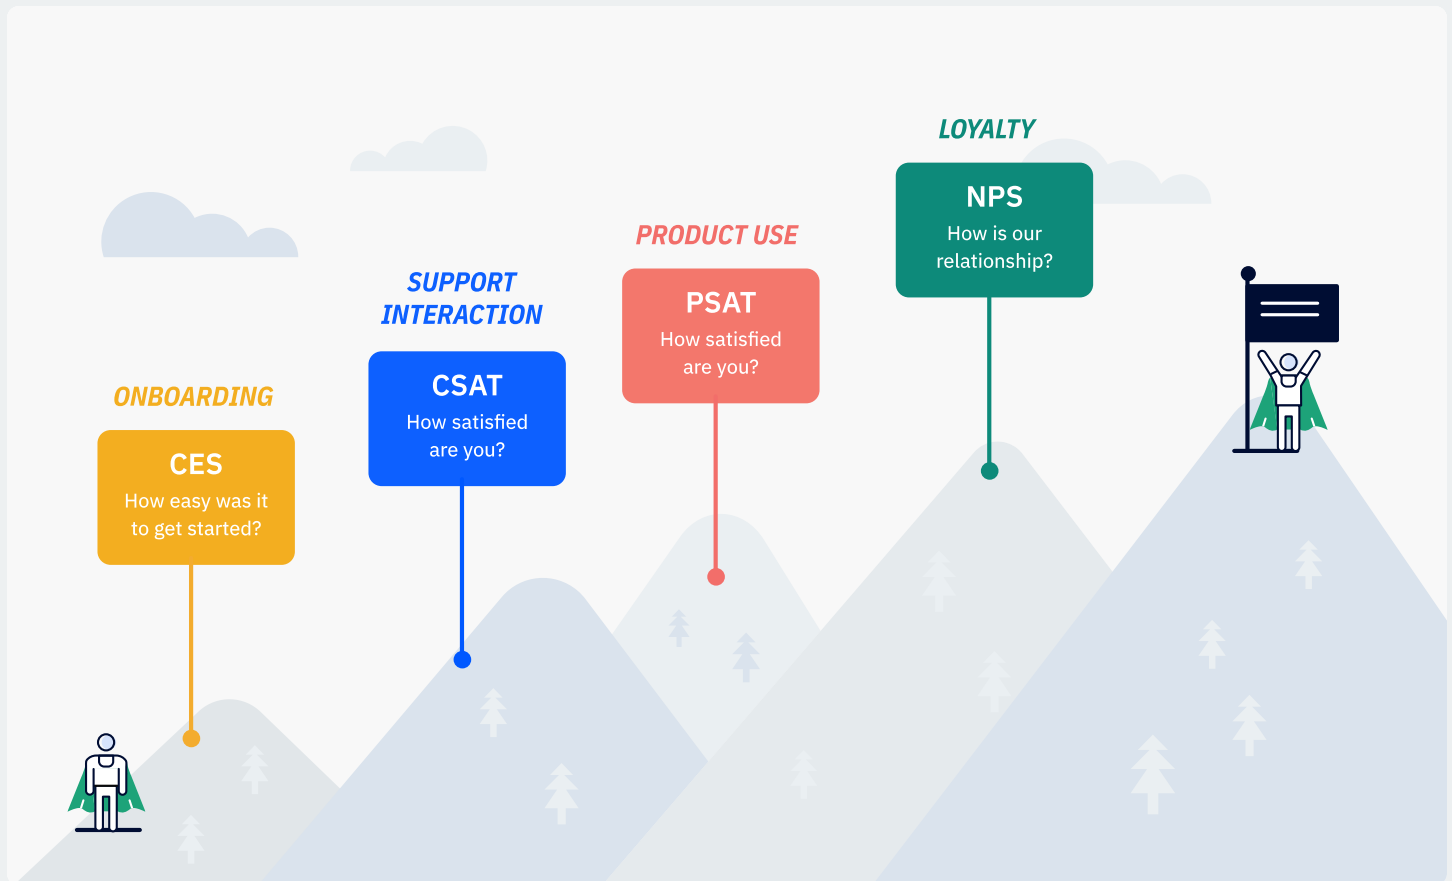 ONBOARDING
CES
How easy was it
to get started?
SUPPORT
INTERACTION
CSAT
How satisfied
are you?
PRODUCT USE
PSAT
How satisfied
are you?
LOYALTY
NPS
How is our
relationship?